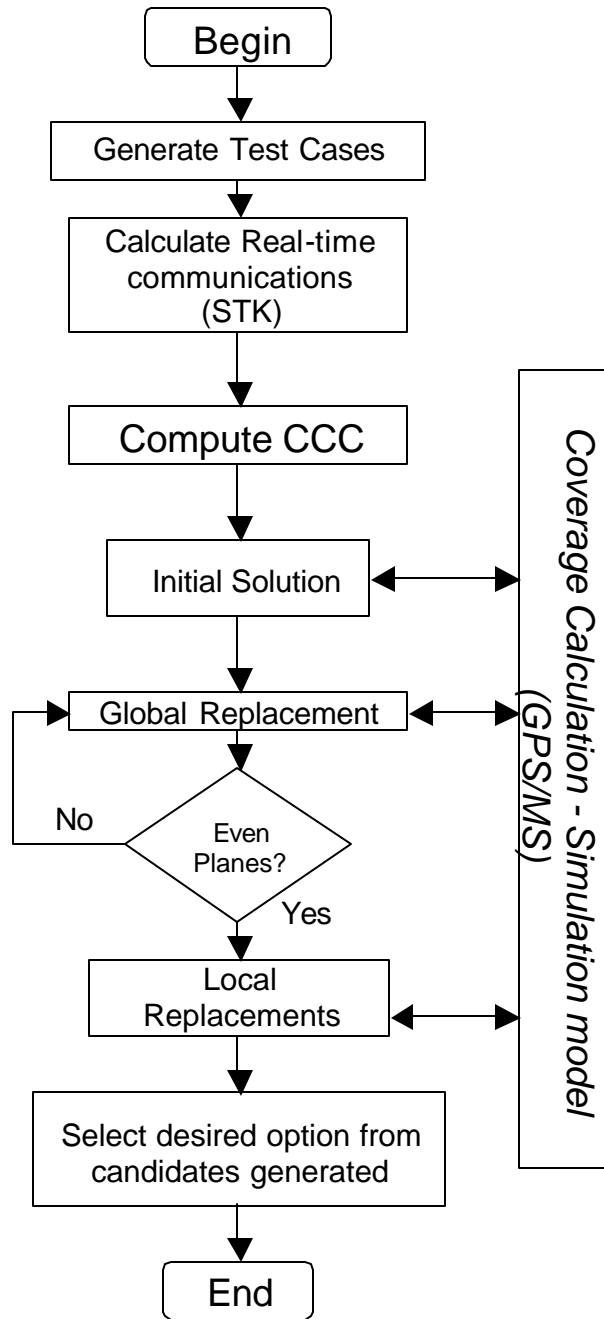 Begin
Generate Test Cases
Calculate Real-time
communications
(STK)
Compute CCC
Initial Solution
Global Replacement
No
Even
Planes?
Yes
Local
Replacements
Select desired option from
candidates generated
End
Coverage Calculation - Simulation model
(GPS/MS)